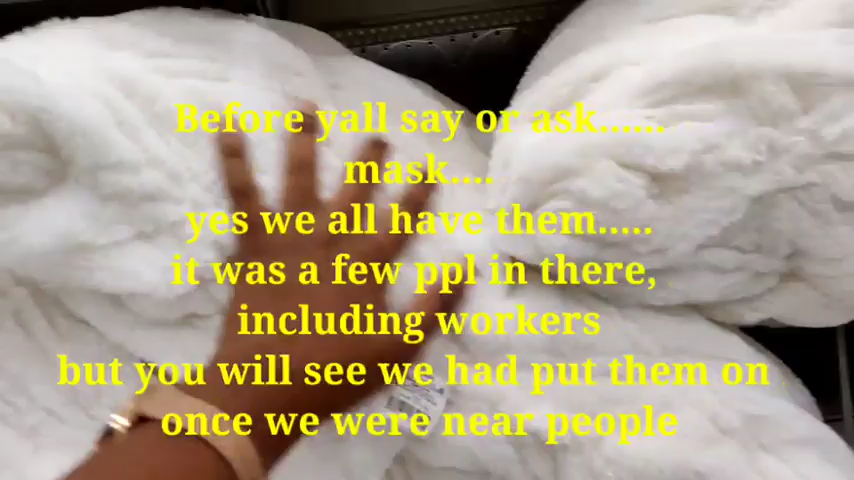 Before yall say or ask......
mask....
yes we all have them.....
it was a few ppl in there,
including workers
but you will see we had put them on
once we were near people